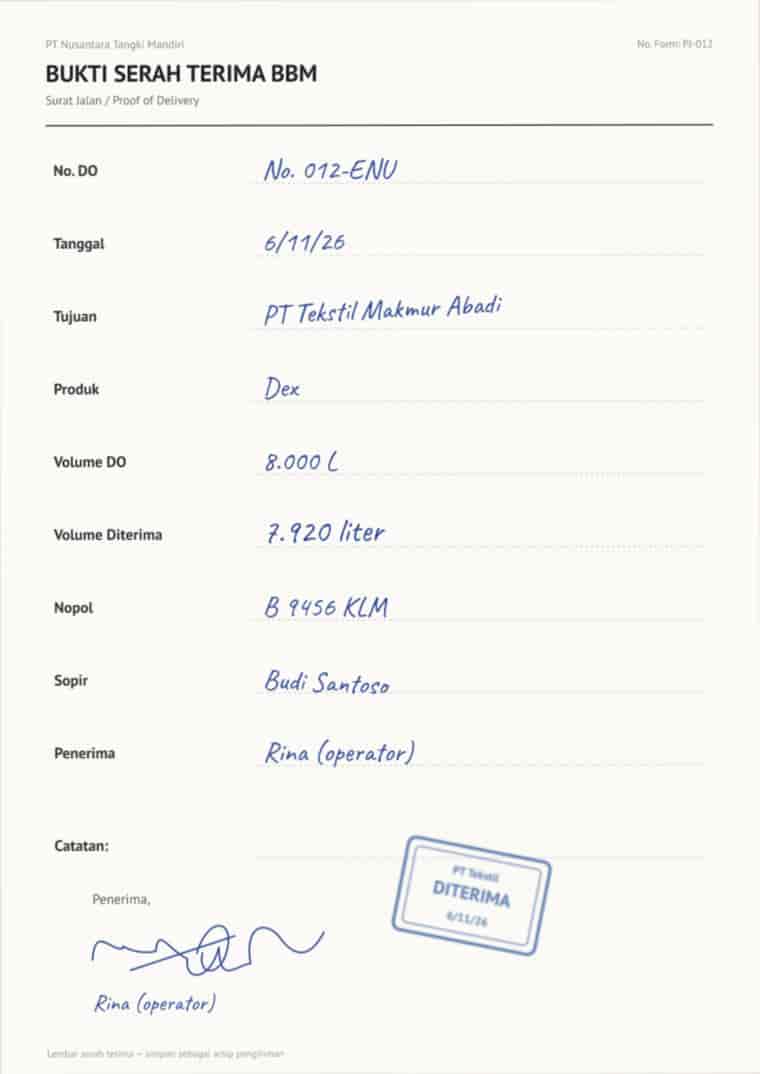 PT Nusantara Tangki Mandiri
No. Form: PJ-012
BUKTI SERAH TERIMA BBM
Surat Jalan / Proof of Delivery
No. DO No. 012-ENU
Tanggal 6/11/26
Tujuan PT Tekstil Makmur Abadi
Produk Dex
Volume DO 8.000 L
Volume Diterima 7.920 liter
Nopol B 9456 KLM
Sopir Budi Santoso
Penerima Rina (operator)
Catatan:
Penerima,
PT Tekstil
DITERIMA
6/11/26
Rina (operator)
Lembar serah terima – simpan sebagai arsip pengiriman